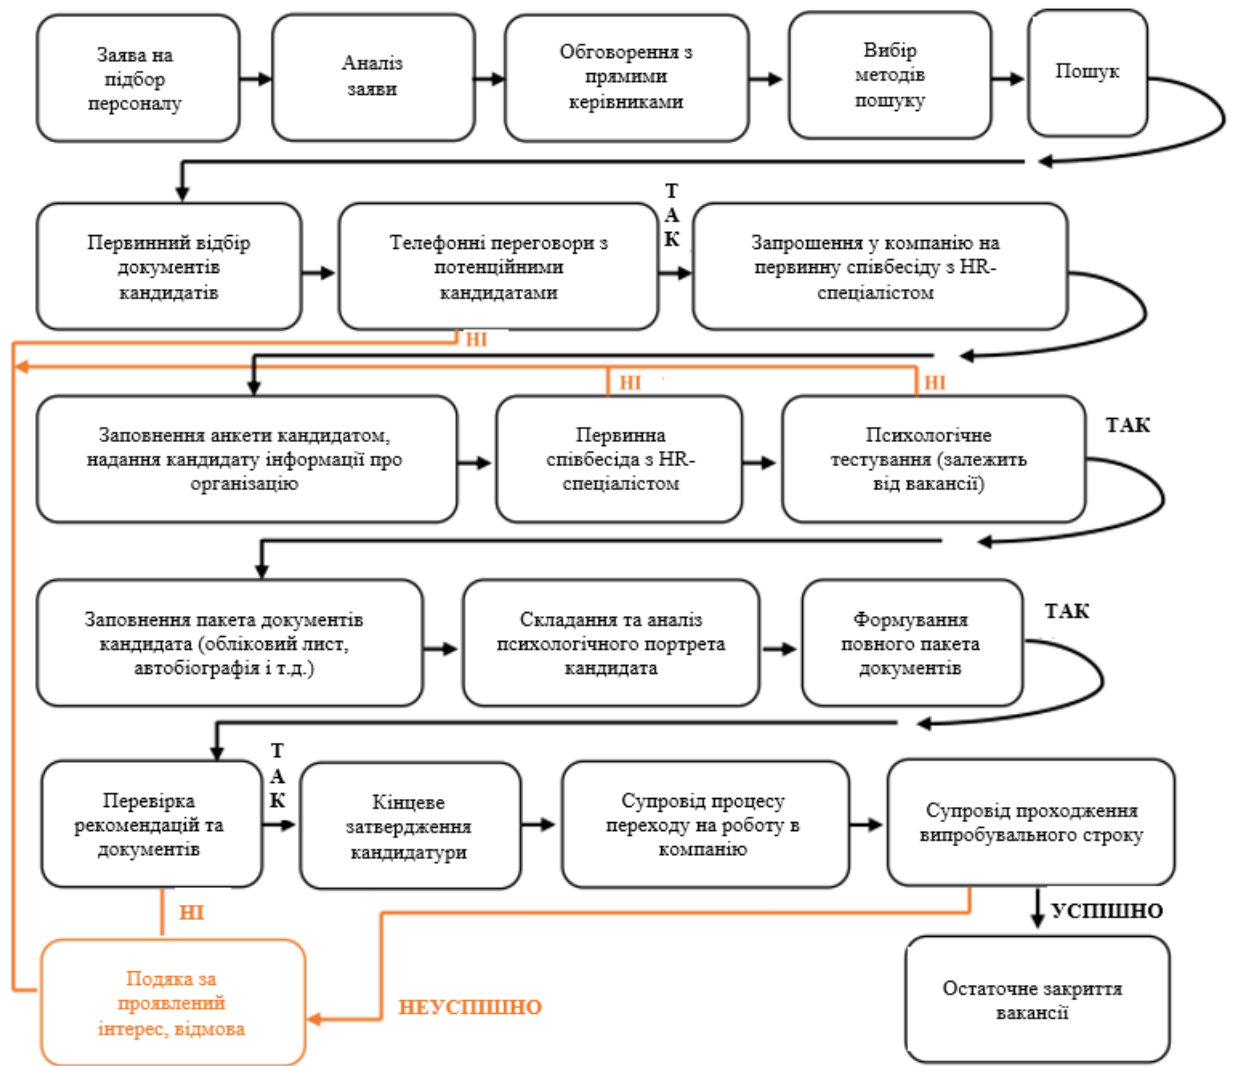 Заява на
підбор
персоналу
Аналіз
заяви
Обговорення з
прямими
керівниками
Вибір
методів
пошуку
Пошук
Первинний відбір
документів
кандидатів
Телефонні переговори з
потенційними
кандидатами
ТАК
Запрошення у компанію на
первинну співбесіду з HR-
спеціалістом
НІ
НІ
НІ
Заповнення анкети кандидатом,
надання кандидату інформації про
організацію
Первинна
співбесіда з HR-
спеціалістом
Психологічне
тестування (залежить
від вакансії)
ТАК
Заповнення пакета документів
кандидата (обліковий лист,
автобіографія і т.д.)
Складання та аналіз
психологічного портрета
кандидата
Формування
повного пакета
документів
ТАК
Перевірка
рекомендацій та
документів
ТАК
Кінцеве
затвердження
кандидатури
Супровід процесу
переходу на роботу в
компанію
Супровід проходження
випробувального строку
НІ
УСПІШНО
Подяка за
проявлений
інтерес, відмова
НЕУСПІШНО
Остаточне закриття
вакансії